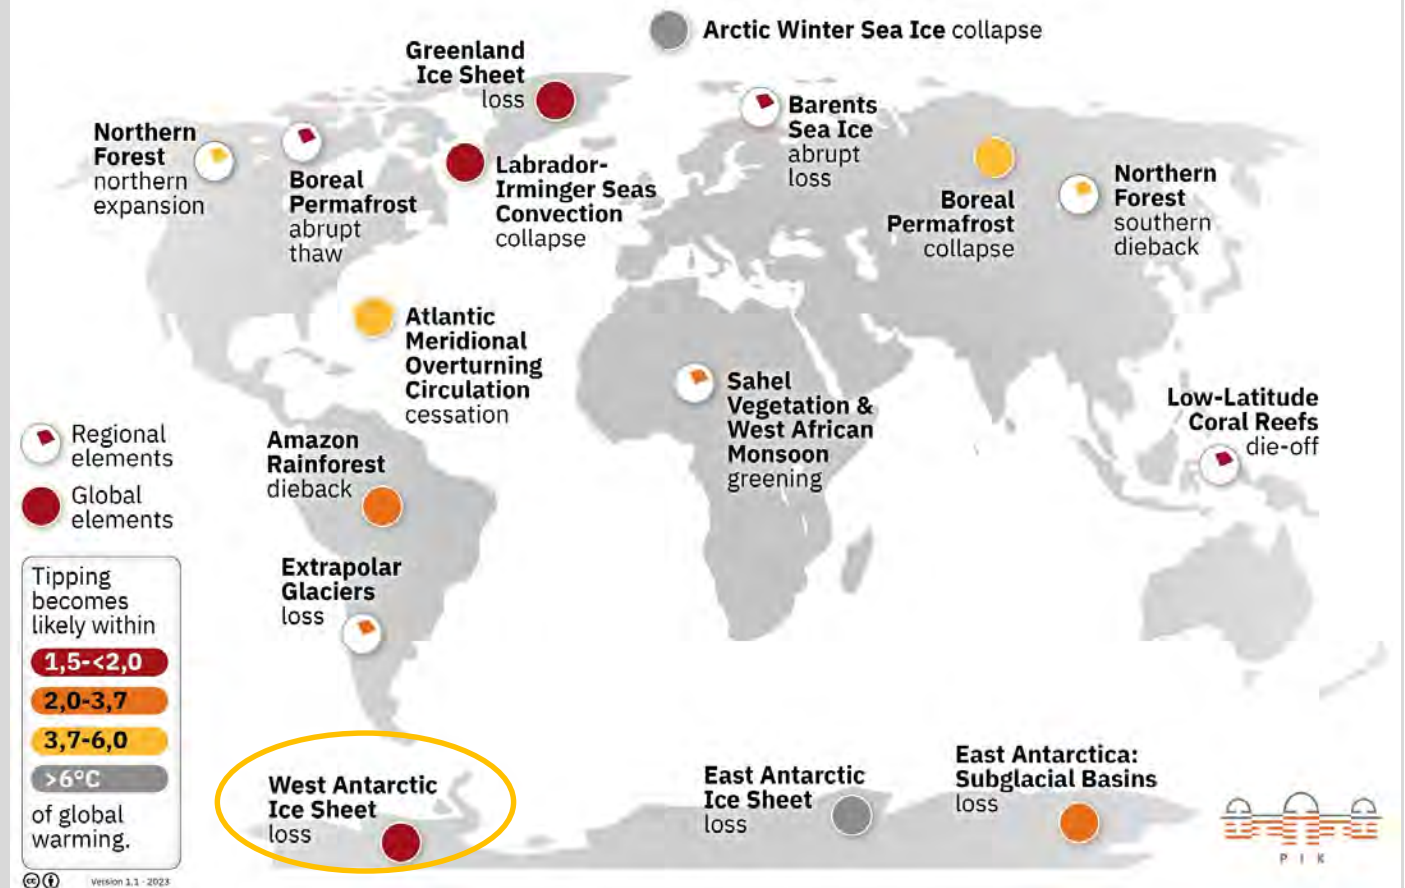 Arctic Winter Sea Ice collapse
Greenland
Ice Sheet
loss
Barents
Sea Ice
abrupt
loss
Northern
Forest
northern
expansion
Boreal
Permafrost
abrupt
thaw
Labrador-
Irminger Seas
Convection
collapse
Boreal
Permafrost
collapse
Northern
Forest
southern
dieback
Atlantic
Meridional
Overturning
Circulation
cessation
Sahel
Vegetation &
West African
Monsoon
greening
Low-Latitude
Coral Reefs
die-off
Regional
elements
Global
elements
Amazon
Rainforest
dieback
Extrapolar
Glaciers
loss
Tipping
becomes
likely within
1,5-<2,0
2,0-3,7
3,7-6,0
>6°C
of global
warming.
West Antarctic
Ice Sheet
loss
East Antarctic
Ice Sheet
loss
East Antarctica:
Subglacial Basins
loss
P I K
cc Version 1.1 - 2023